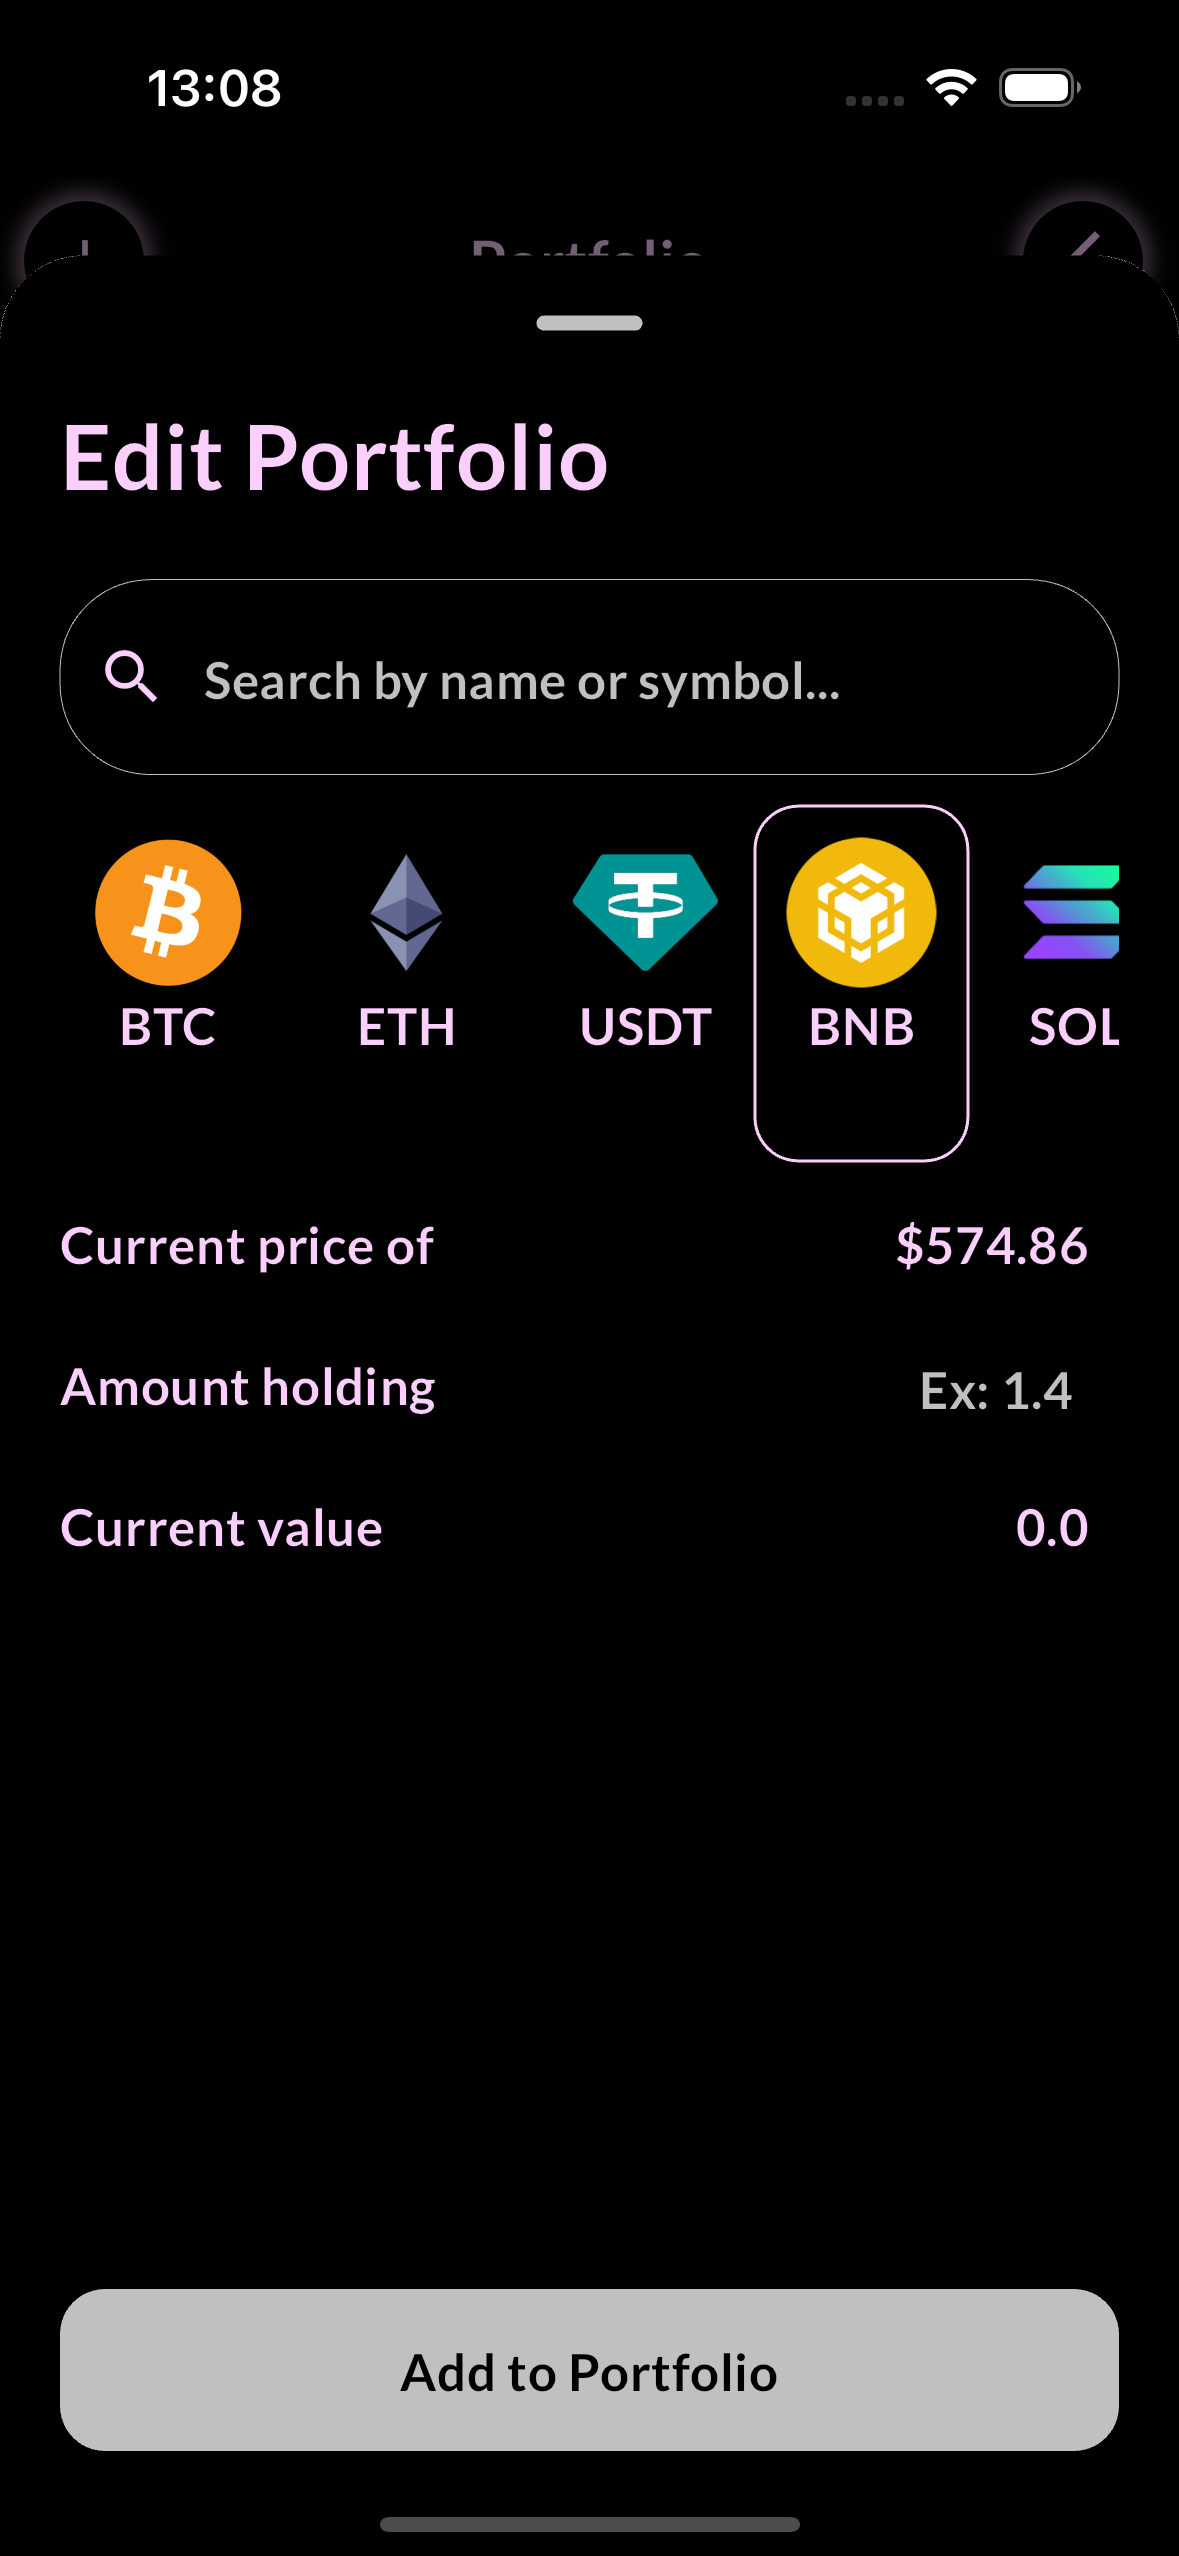 13:08
Portfolio
Edit Portfolio
Search by name or symbol...
BTC ETH USDT BNB SOL
Current price of $574.86
Amount holding Ex: 1.4
Current value 0.0
Add to Portfolio